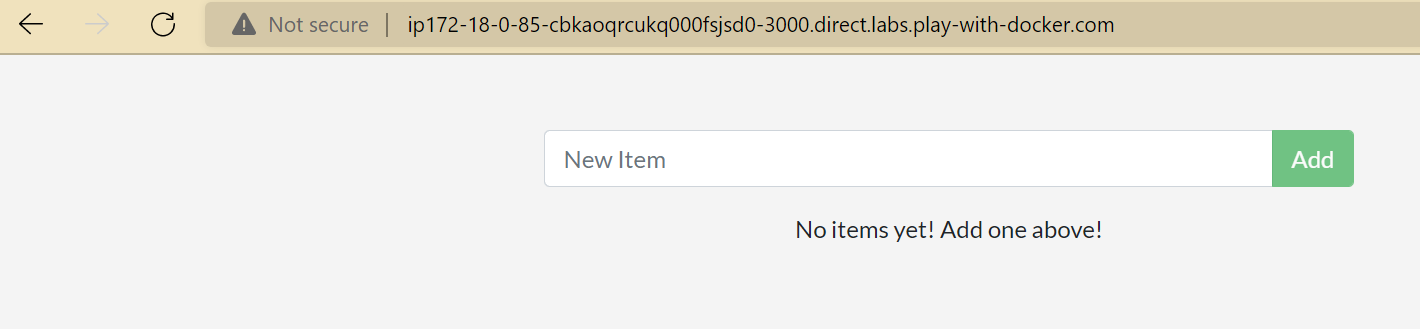 Not secure | ip172-18-0-85-cbkaoqrcukq000fsjsd0-3000.direct.labs.play-with-docker.com
New Item Add
No items yet! Add one above!